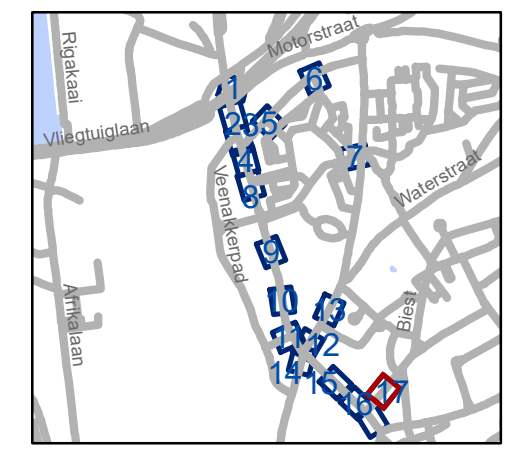 Motorstraat
Rigakaai
6
1
Vliegtuiglaan
2
3
5
4
7
Waterstraat
8
Veenakkerpad
9
Afrikalaan
10
13
Biest
11
12
14
15
16
17